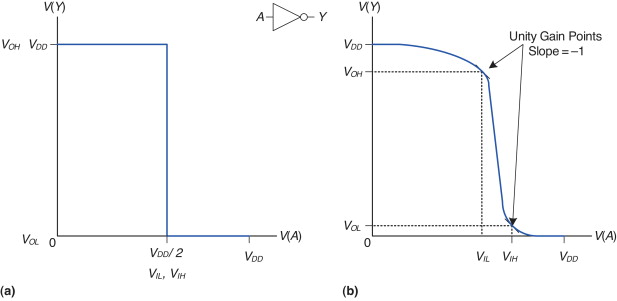 V(Y)
A
Y
V_OH V_DD
V_OL
0
V_DD / 2
V_IL, V_IH
V_DD
V(A)
(a)
V(Y)
V_DD
V_OH
V_OL
0
Unity Gain Points
Slope = –1
V_IL
V_IH
V_DD
V(A)
(b)